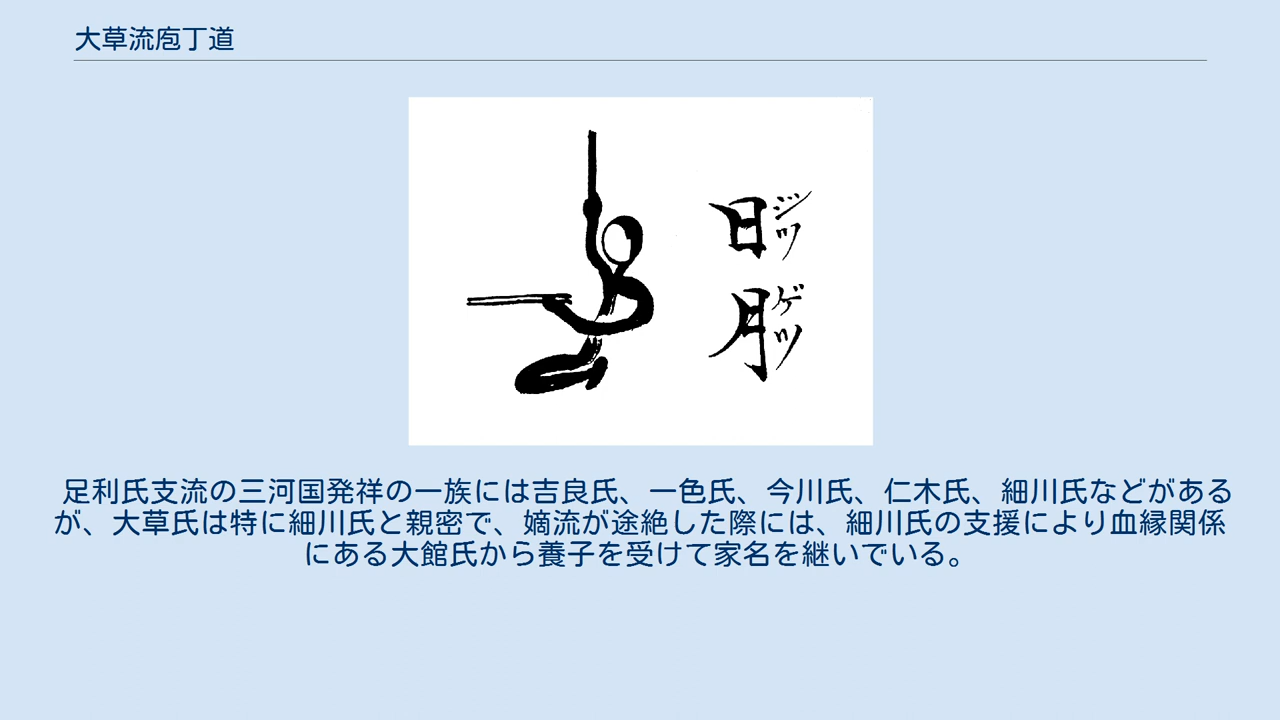 大草流庖丁道
日 ジツ
月 ゲツ
足利氏支流の三河国発祥の一族には吉良氏、一色氏、今川氏、仁木氏、細川氏などがある
が、大草氏は特に細川氏と親密で、嫡流が途絶した際には、細川氏の支援により血縁関係
にある大館氏から養子を受けて家名を継いでいる。